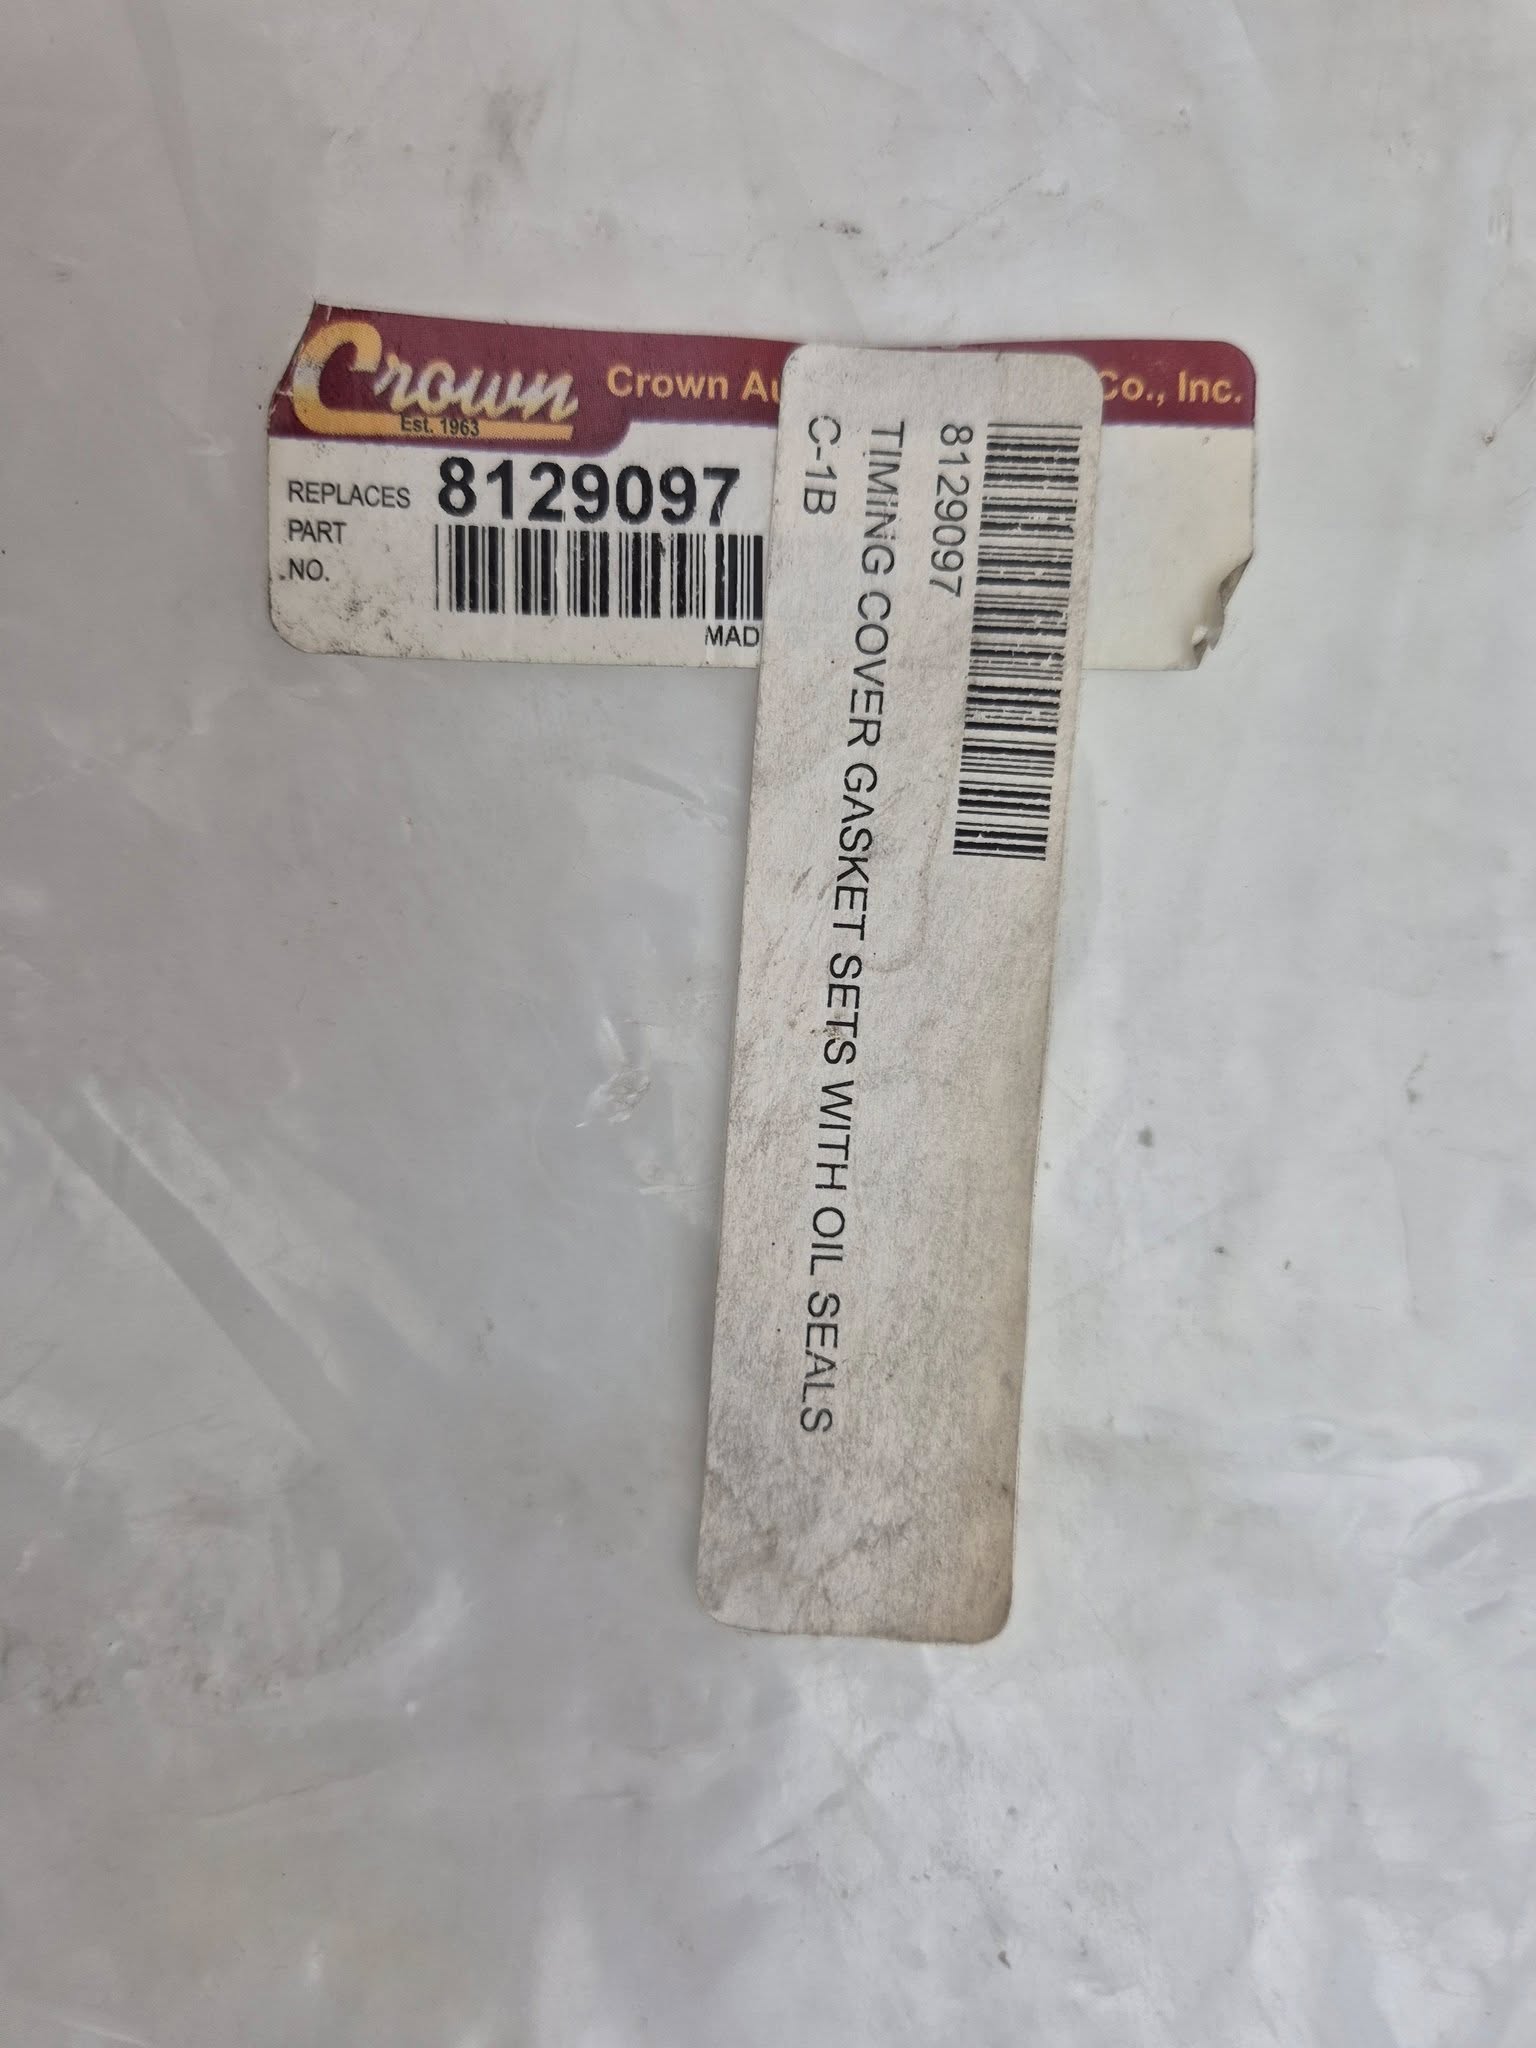 Crown
Est. 1963
Crown Au
Co., Inc.
REPLACES
PART
NO.
8129097
MAD
8129097
TIMING COVER GASKET SETS WITH OIL SEALS
C-1B